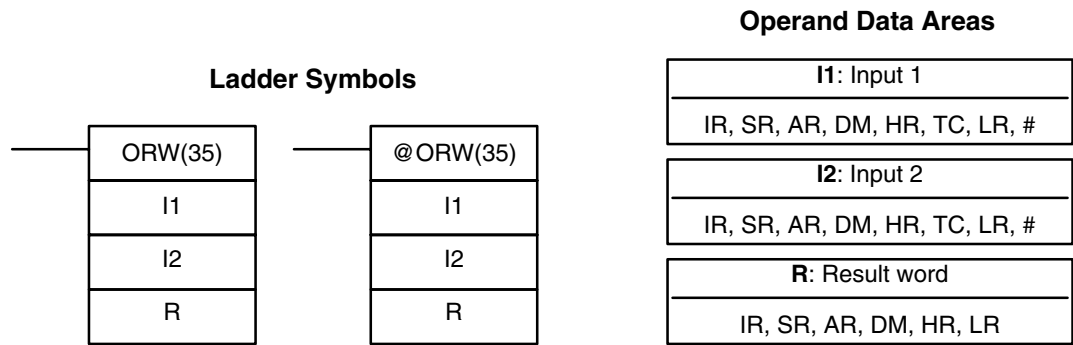 Ladder Symbols
ORW(35)
I1
I2
R
@ORW(35)
I1
I2
R
Operand Data Areas
I1: Input 1
IR, SR, AR, DM, HR, TC, LR, #
I2: Input 2
IR, SR, AR, DM, HR, TC, LR, #
R: Result word
IR, SR, AR, DM, HR, LR